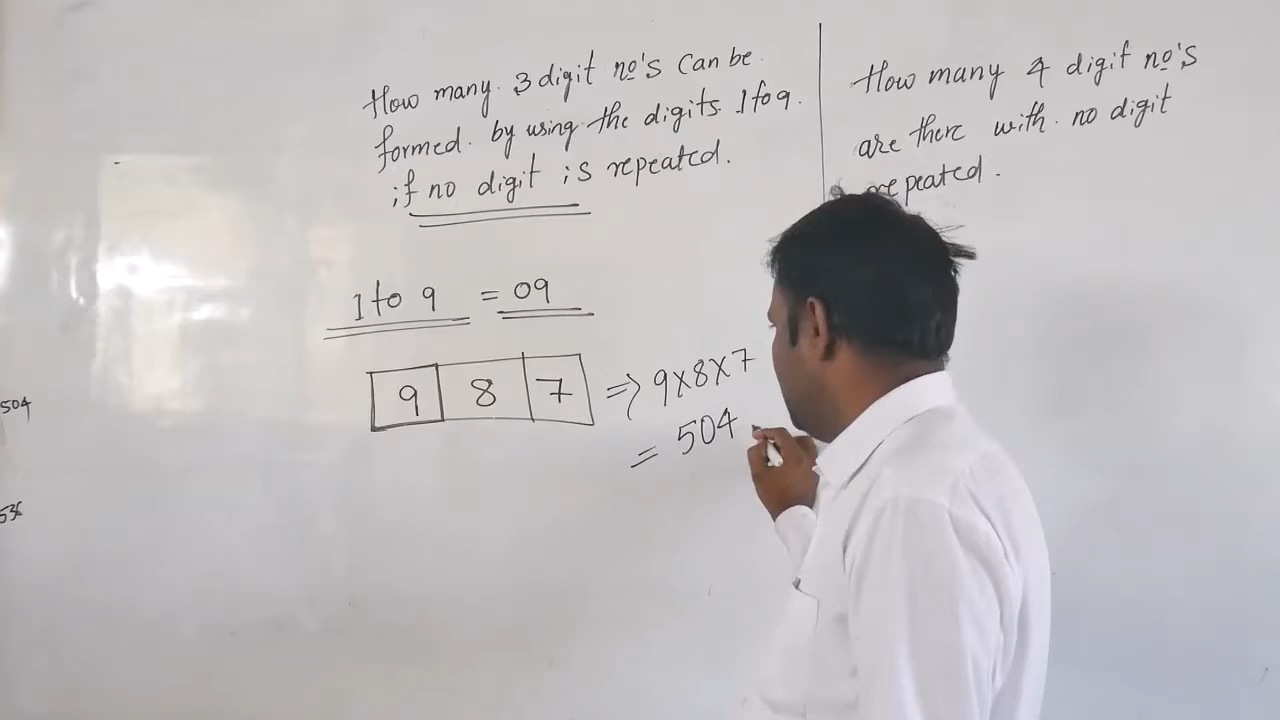 How many 3 digit no's can be
formed by using the digits 1 to 9.
if no digit is repeated.
1 to 9 = 09
9 8 7 => 9x8x7
= 504
How many 4 digit no's
are there with no digit
repeated.
504
536